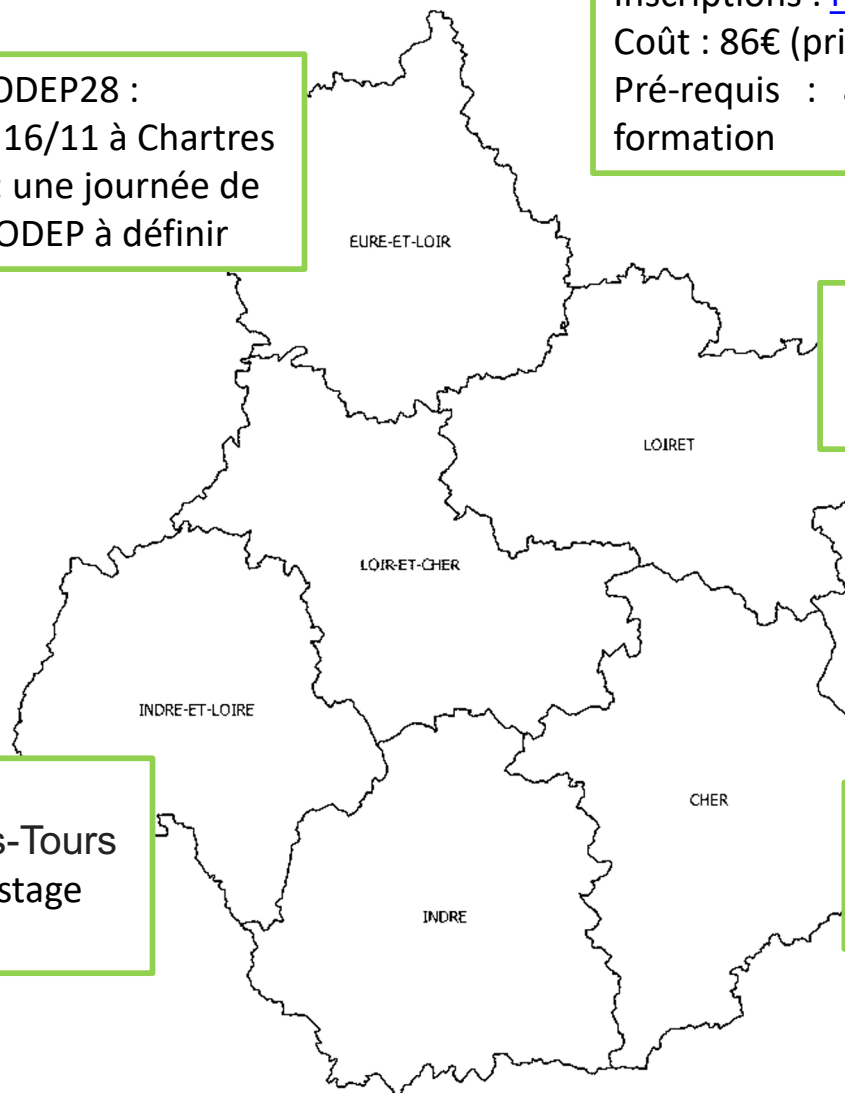 Inscriptions :
Coût : 86€ (pri
Pré-requis :
formation
ODEP28 :
16/11 à Chartres
: une journée de
ODEP à définir
EURE-ET-LOIR
LOIRET
LOIR-ET-CHER
INDRE-ET-LOIRE
CHER
s-Tours
stage
INDRE